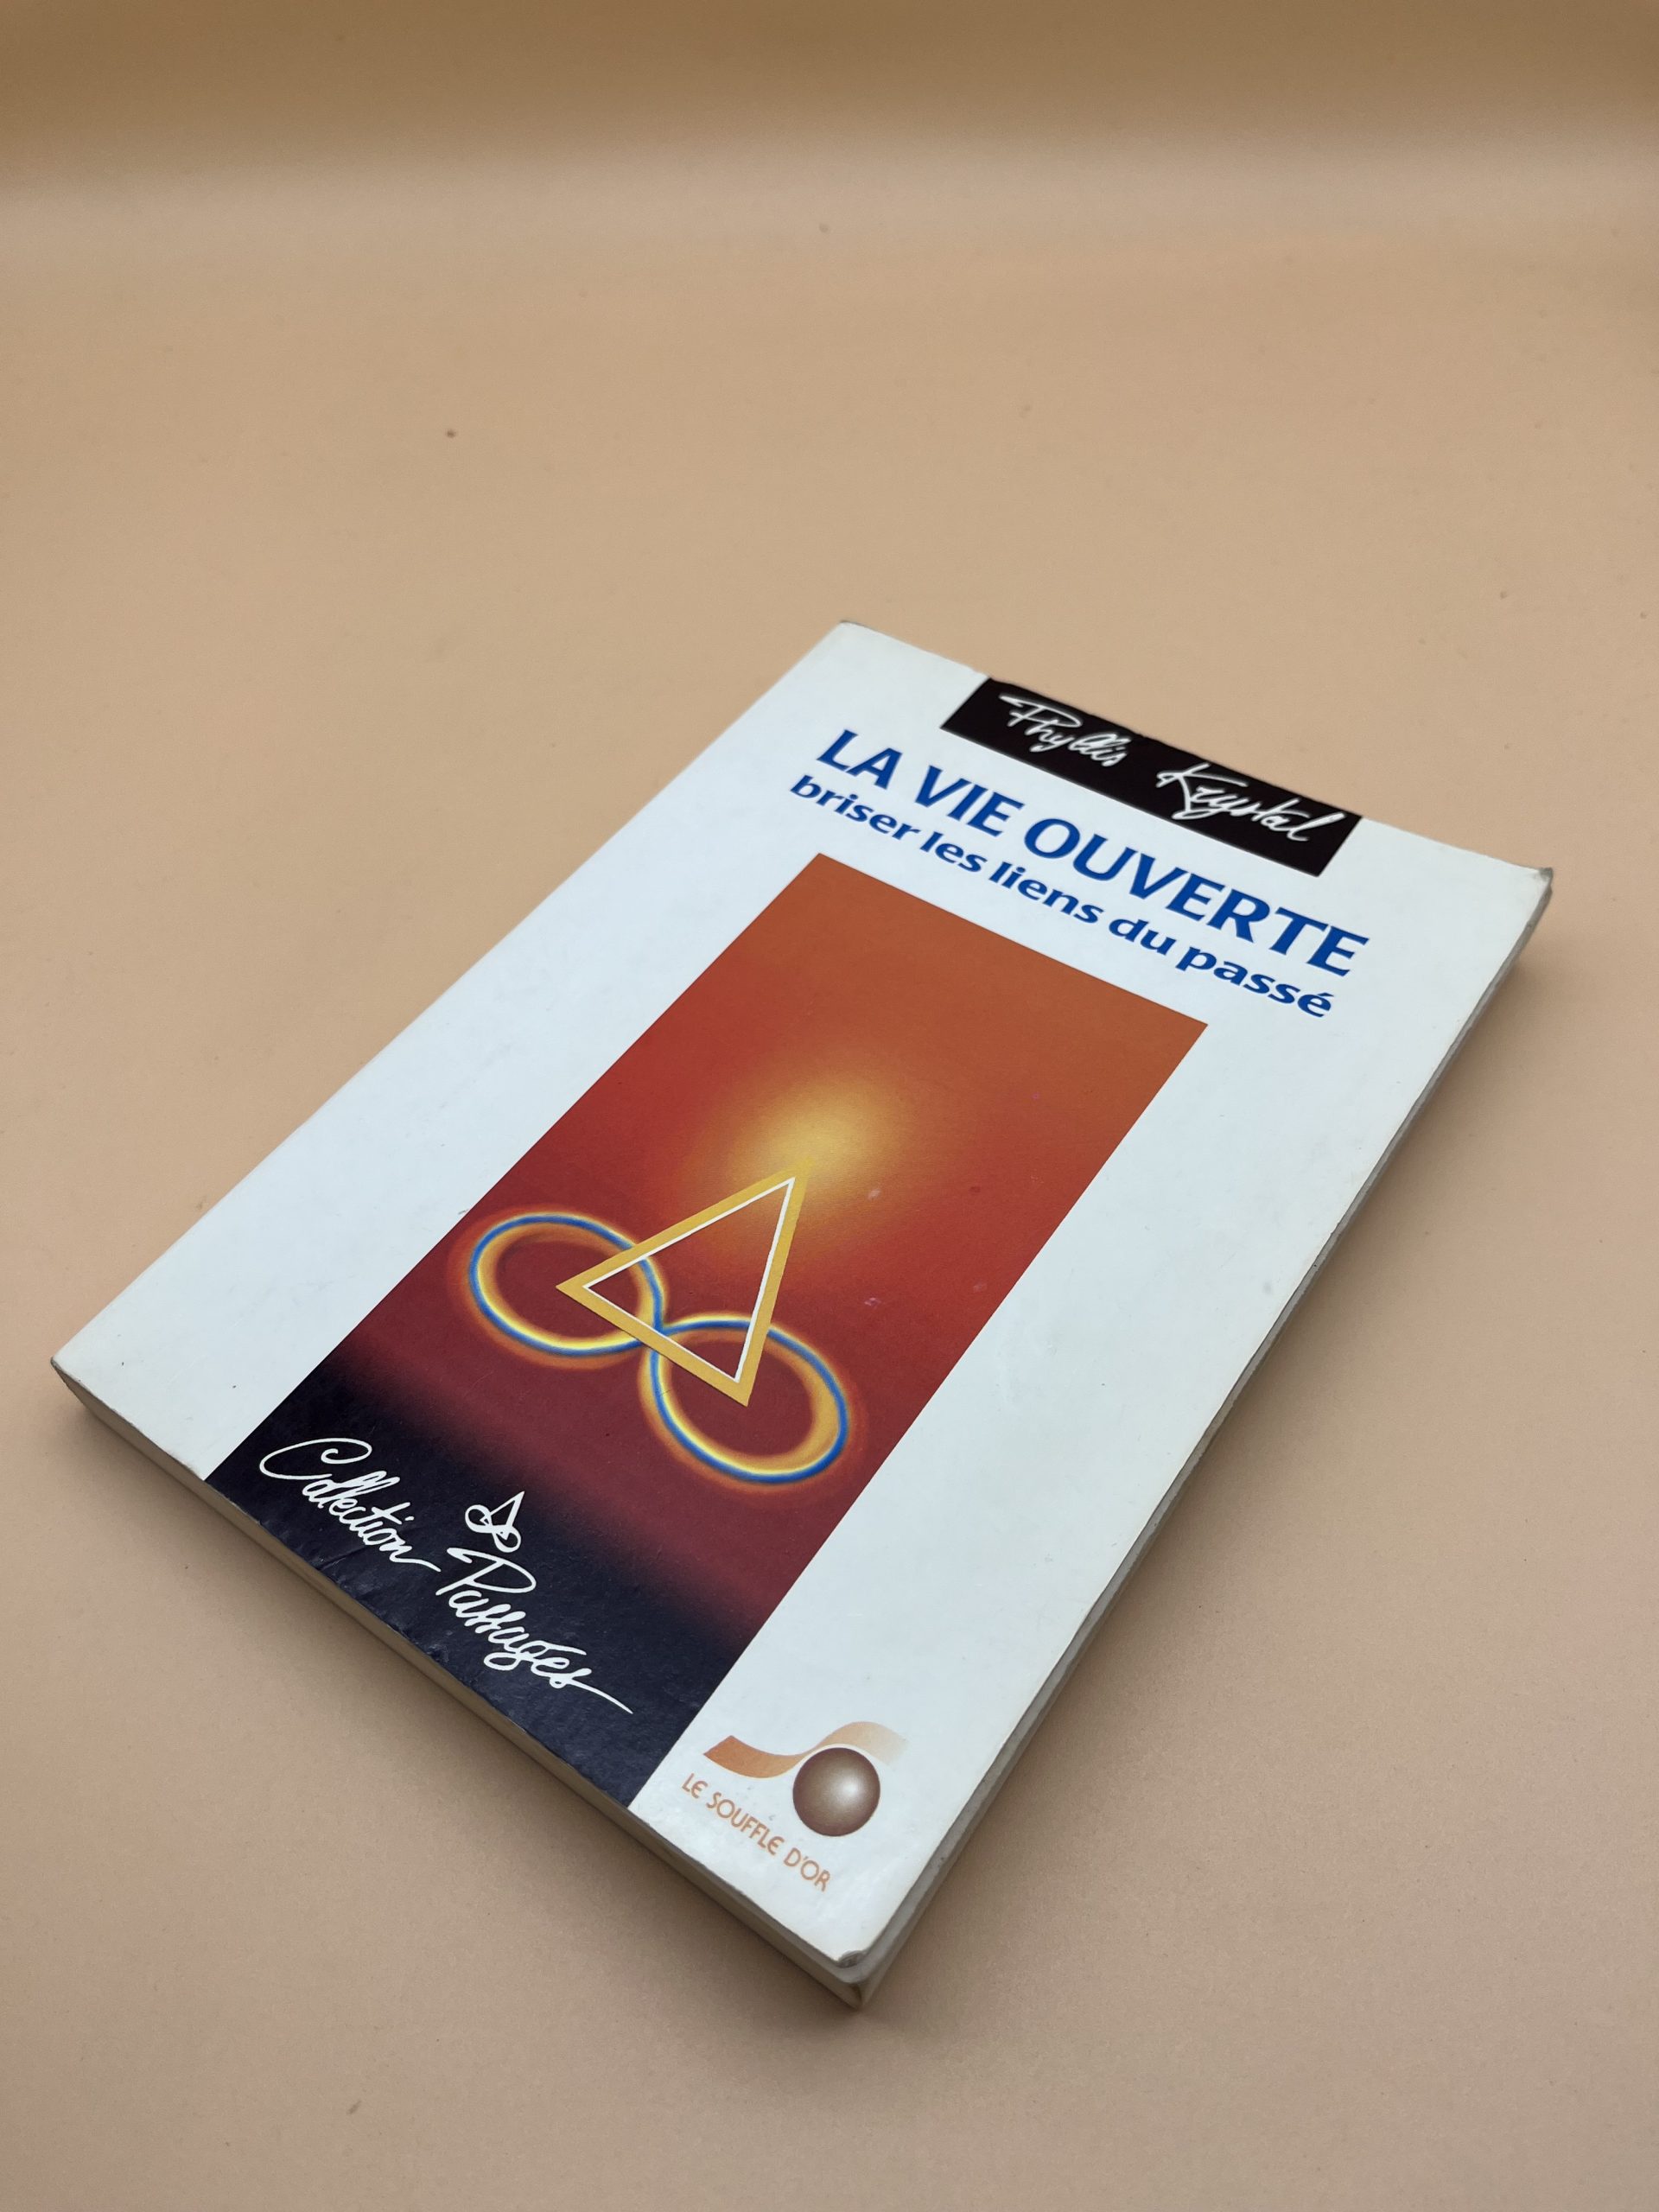 Phyllis Krystal
LA VIE OUVERTE
briser les liens du passé
Collection Passages
LE SOUFFLE D'OR